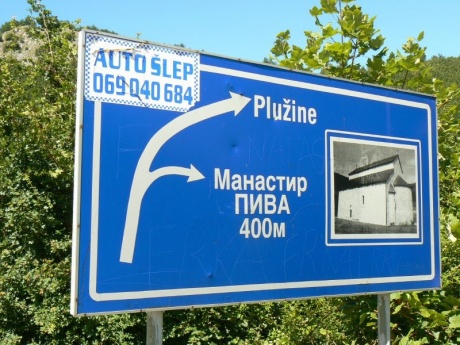 AUTO ŠLEP
069 040 684
Plužine
Манастир
ПИВА
400м